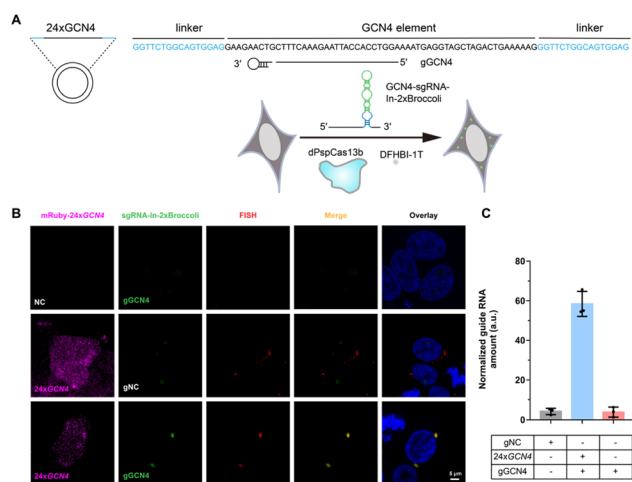 A
24xGCN4
linker
GCN4 element
linker
GGTTCTGGCAGTGGAGGAAGAACTGCTTTCAAAGAATTACCACCTGGAAAATGAGGTAGCTAGACTGAAAAAGGGTTCTGGCAGTGGAG
3′
5′
gGCN4
GCN4-sgRNA-
In-2xBroccoli
5′
3′
dPspCas13b
DFHBI-1T
B
mRuby-24xGCN4
sgRNA-In-2xBroccoli
FISH
Merge
Overlay
NC
gGCN4
24xGCN4
gNC
24xGCN4
gGCN4
5 μm
C
Normalized guide RNA
amount (a.u.)
80
60
40
20
0
gNC + - -
24xGCN4 - + -
gGCN4 - + +